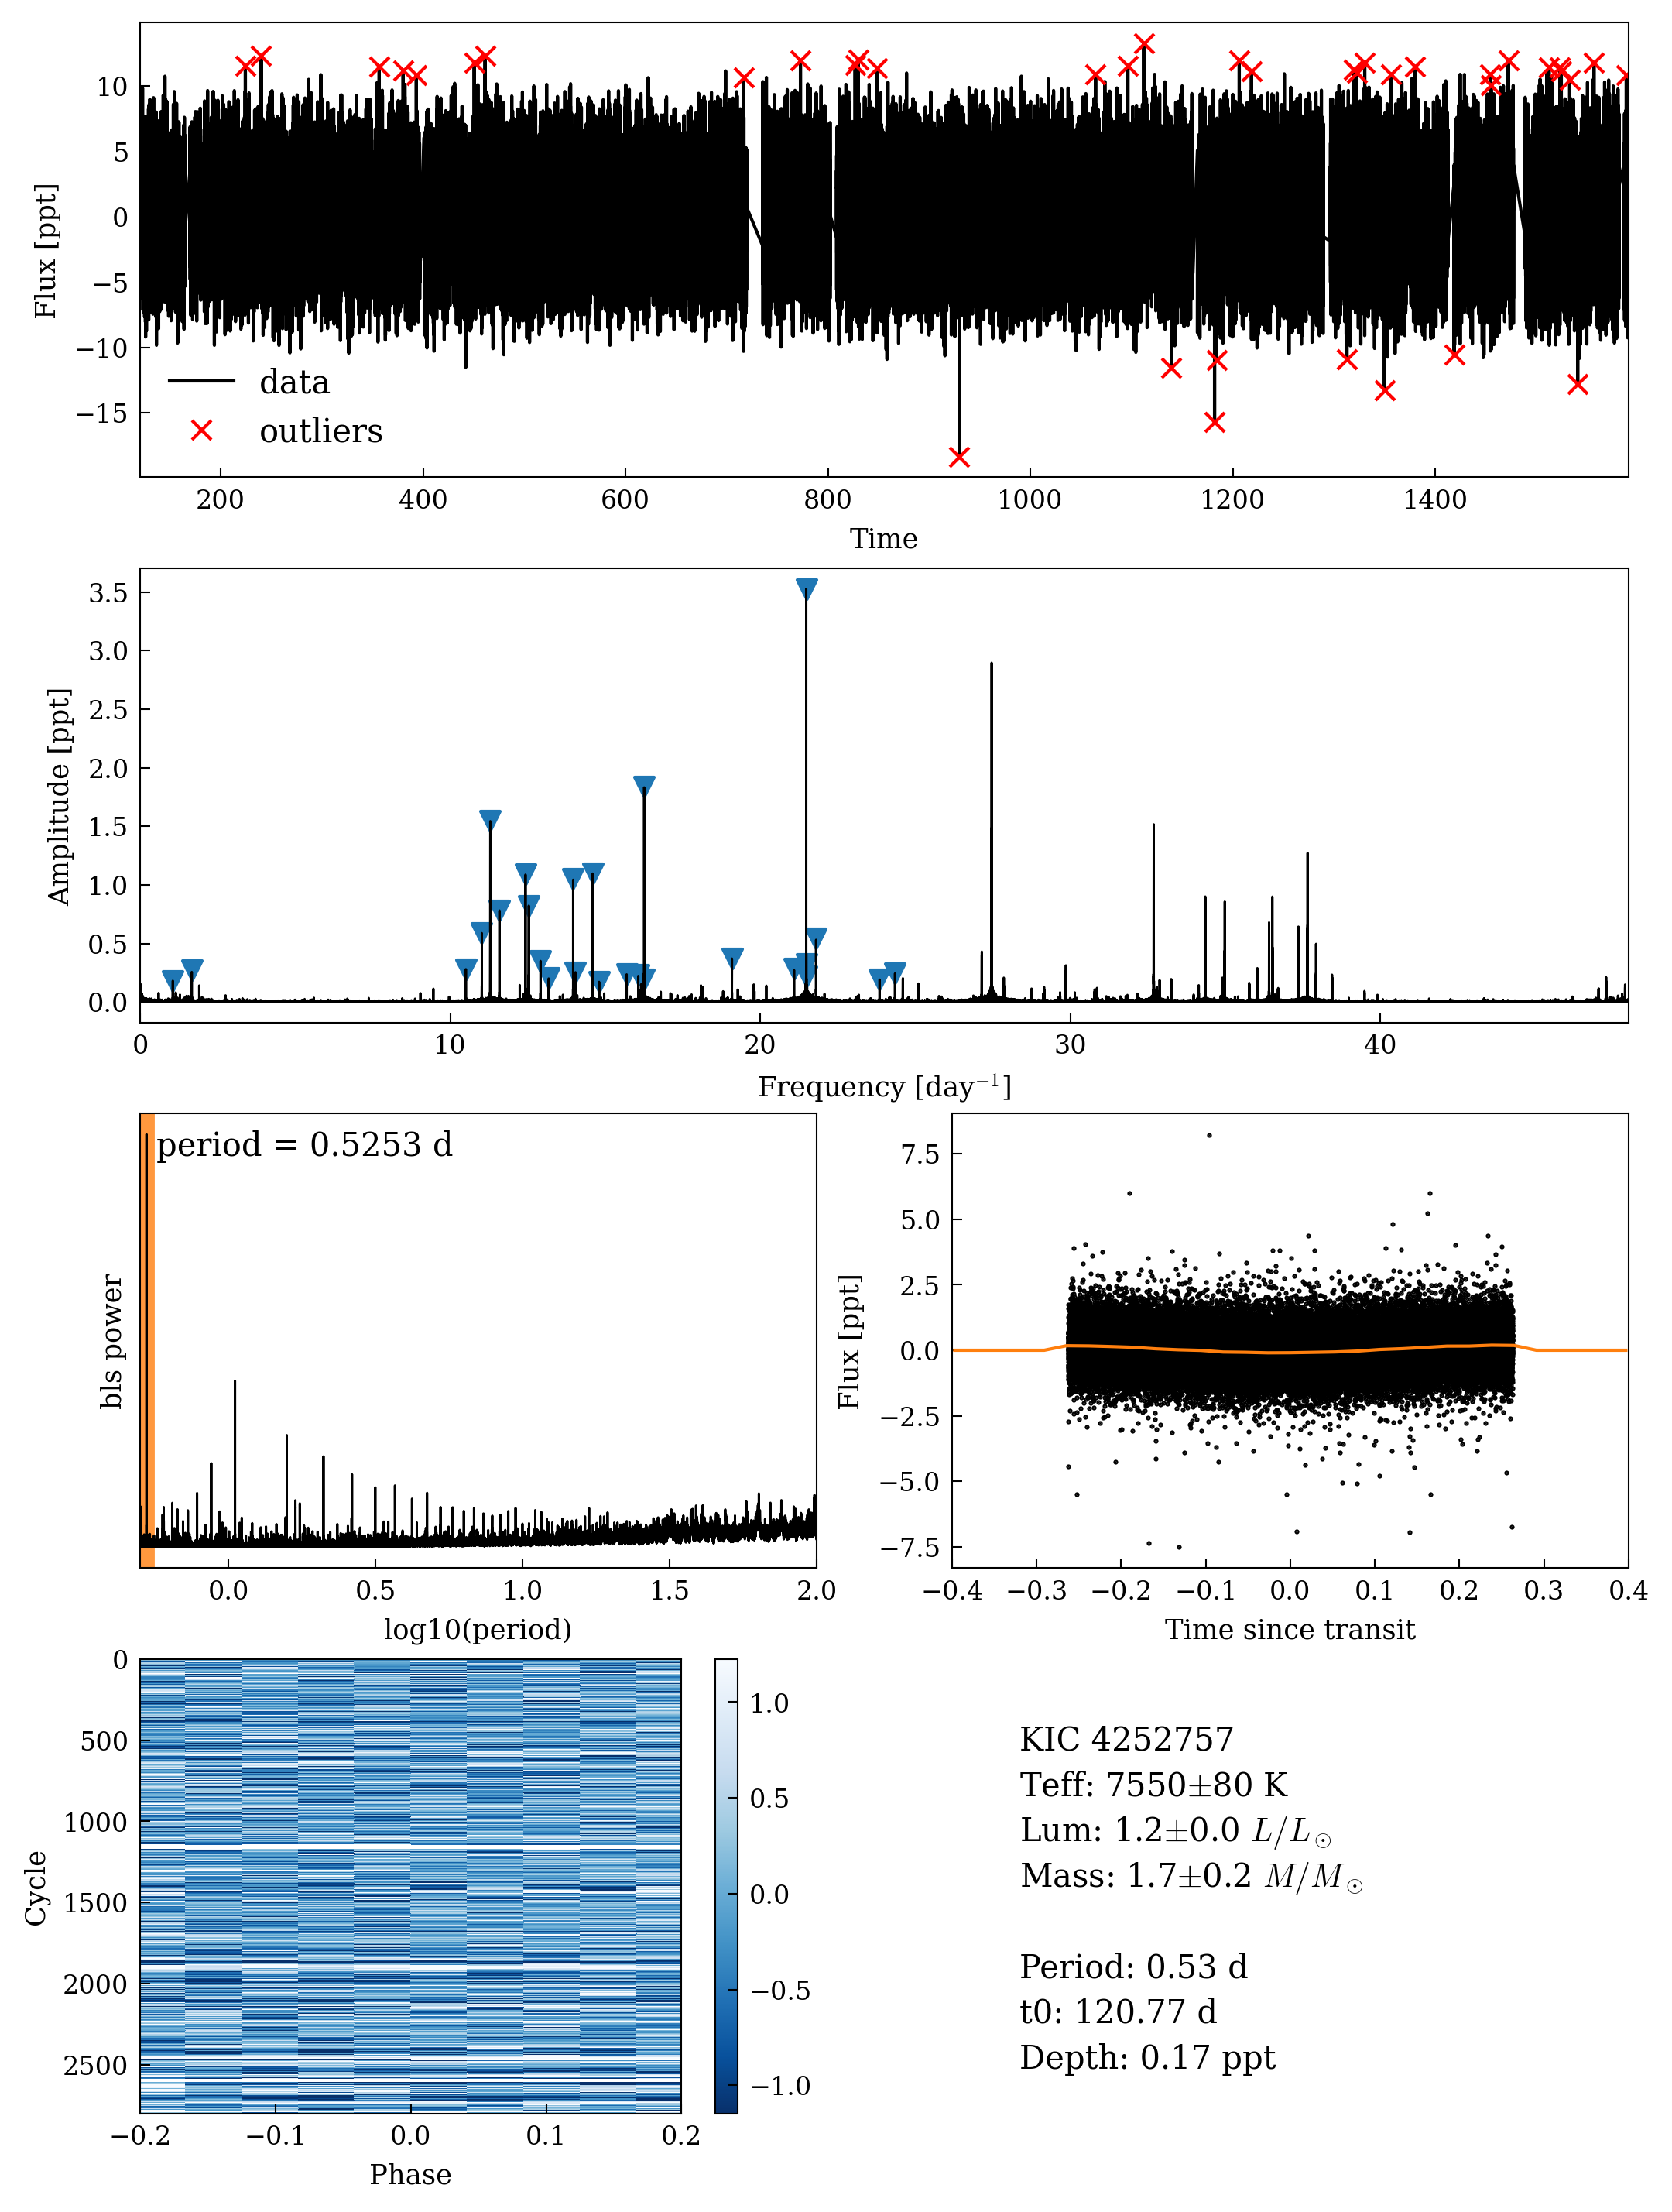 10
5
0
−5
−10
−15
Flux [ppt]
data
outliers
200 400 600 800 1000 1200 1400
Time
3.5
3.0
2.5
2.0
1.5
1.0
0.5
0.0
Amplitude [ppt]
0 10 20 30 40
Frequency [day⁻¹]
period = 0.5253 d
bls power
0.0 0.5 1.0 1.5 2.0
log10(period)
7.5
5.0
2.5
0.0
−2.5
−5.0
−7.5
Flux [ppt]
−0.4 −0.3 −0.2 −0.1 0.0 0.1 0.2 0.3 0.4
Time since transit
0
500
1000
1500
2000
2500
Cycle
−0.2 −0.1 0.0 0.1 0.2
Phase
1.0
0.5
0.0
−0.5
−1.0
KIC 4252757
Teff: 7550±80 K
Lum: 1.2±0.0 L/L⊙
Mass: 1.7±0.2 M/M⊙
Period: 0.53 d
t0: 120.77 d
Depth: 0.17 ppt